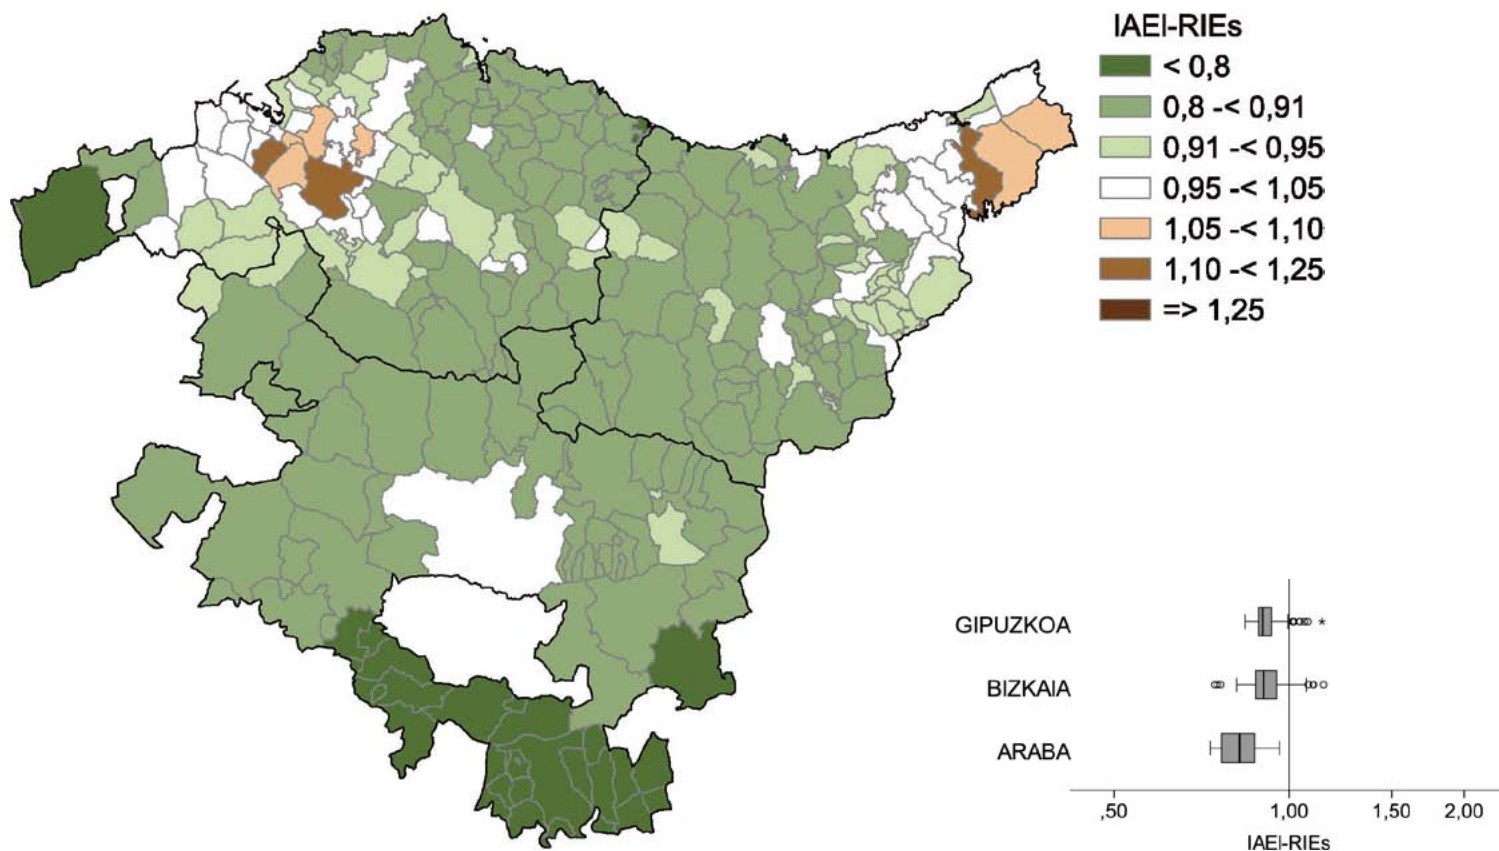 IAEI-RIEs
< 0,8
0,8 -< 0,91
0,91 -< 0,95
0,95 -< 1,05
1,05 -< 1,10
1,10 -< 1,25
=> 1,25
GIPUZKOA
*
BIZKAIA
ARABA
,50 1,00 1,50 2,00
IAEI-RIEs